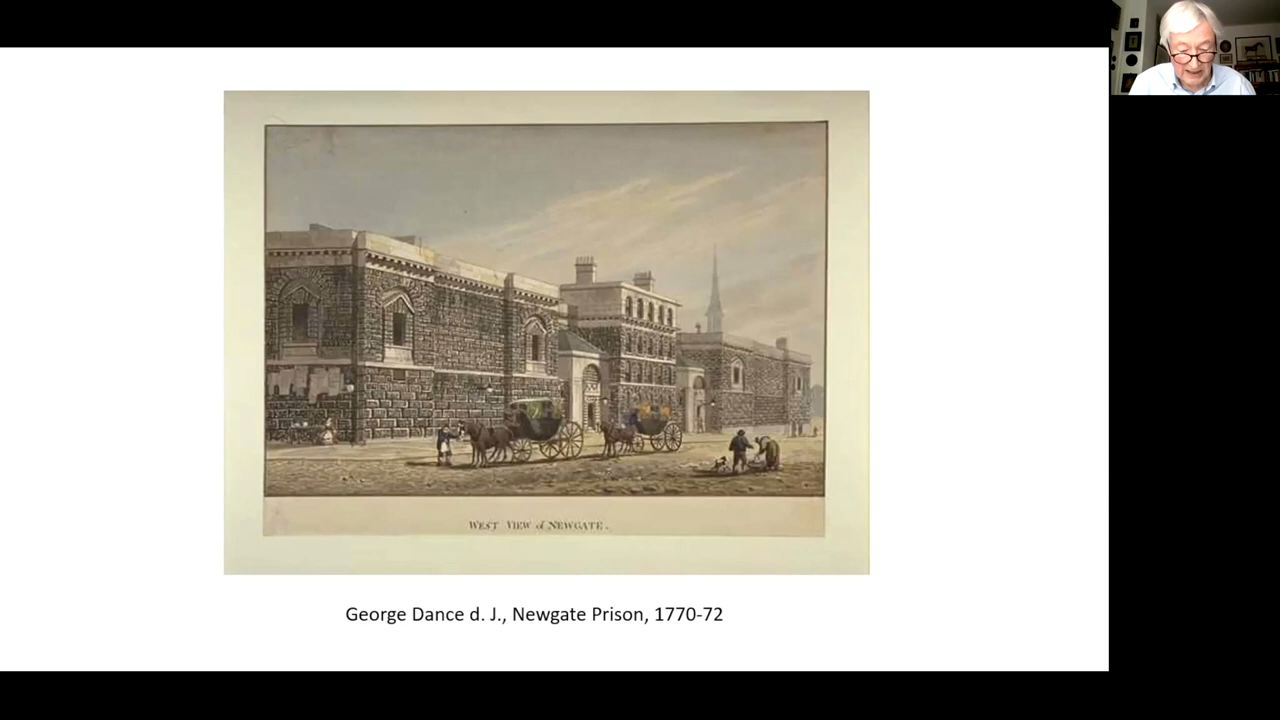 WEST VIEW of NEWGATE.
George Dance d. J., Newgate Prison, 1770-72